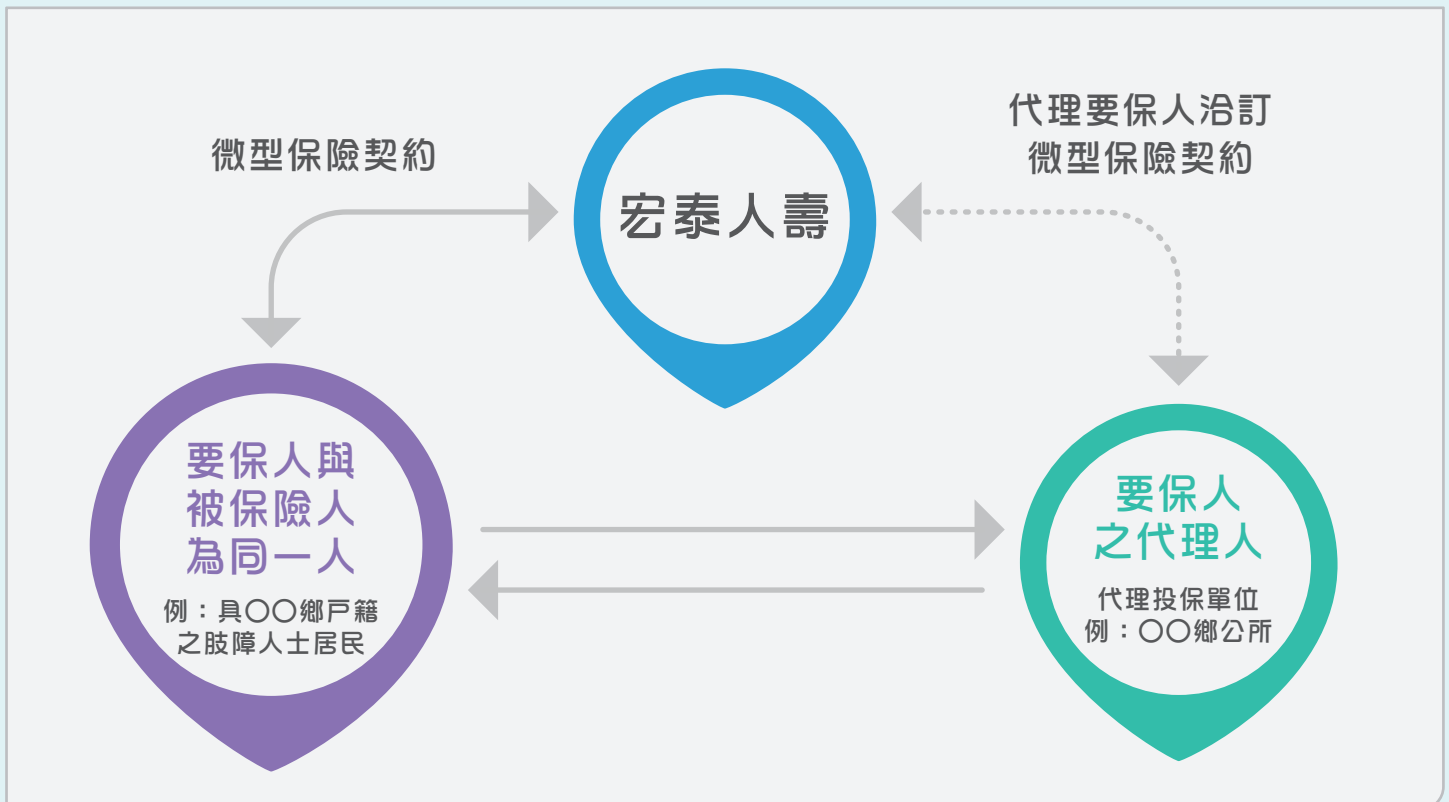 微型保險契約
代理要保人洽訂
微型保險契約
宏泰人壽
要保人與
被保險人
為同一人
例：具〇〇鄉戶籍
之肢障人士居民
要保人
之代理人
代理投保單位
例：〇〇鄉公所